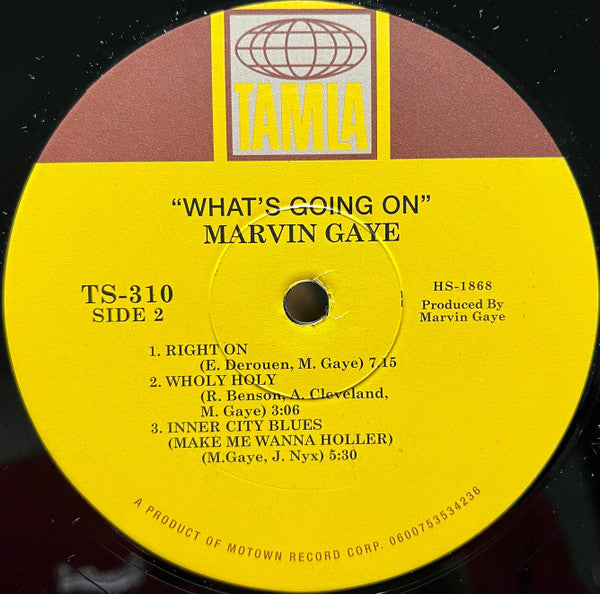 TAMLA
"WHAT'S GOING ON"
MARVIN GAYE
TS-310
SIDE 2
HS-1868
Produced By
Marvin Gaye
1. RIGHT ON
(E. Derouen, M. Gaye) 7.15
2. WHOLY HOLY
(R. Benson, A. Cleveland,
M. Gaye) 3:06
3. INNER CITY BLUES
(MAKE ME WANNA HOLLER)
(M.Gaye, J. Nyx) 5:30
A PRODUCT OF MOTOWN RECORD CORP. 0600753534236